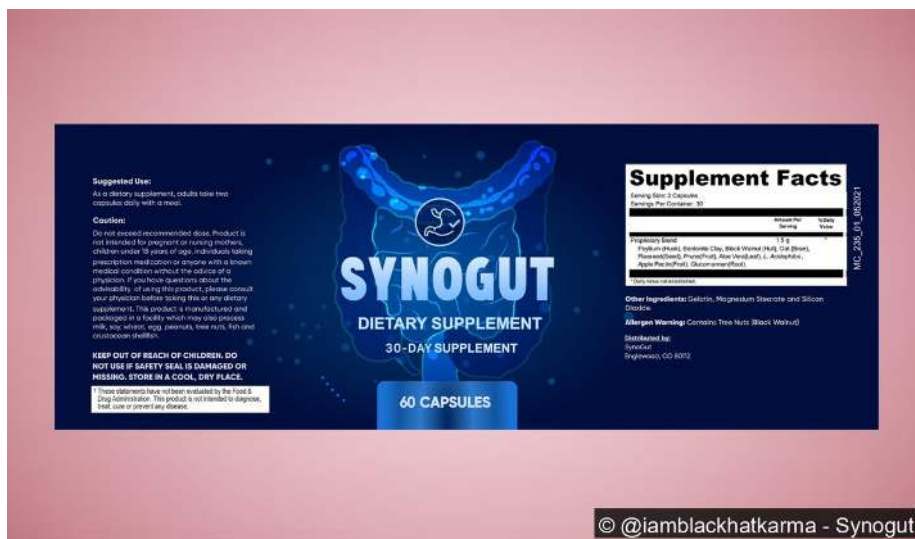 Suggested Use:
As a dietary supplement, adults take two
capsules daily with a meal.
Caution:
Do not exceed recommended dose. Product is
not intended for pregnant or nursing mothers,
children under 18 years of age, individuals taking
prescription medication or anyone with a known
medical condition without the advice of a
physician. If you have questions about the
advisability of using this product, please consult
your physician before taking this or any dietary
supplement. This product is manufactured and
packaged in a facility which may also process
milk, soy, wheat, egg, peanuts, tree nuts, fish and
crustacean shellfish.
KEEP OUT OF REACH OF CHILDREN. DO
NOT USE IF SAFETY SEAL IS DAMAGED OR
MISSING. STORE IN A COOL, DRY PLACE.
† These statements have not been evaluated by the Food &
Drug Administration. This product is not intended to diagnose,
treat, cure or prevent any disease.
SYNOGUT
DIETARY SUPPLEMENT
30-DAY SUPPLEMENT
60 CAPSULES
Supplement Facts
Serving Size: 2 Capsules
Servings Per Container: 30
Amount Per
Serving
%Daily
Value
Proprietary Blend 1.5 g *
Psyllium (Husk), Bentonite Clay, Black Walnut (Hull), Oat (Bran),
Flaxseed(Seed), Prune(Fruit), Aloe Vera(Leaf), L. Acidophilus,
Apple Pectin(Fruit), Glucomannan(Root).
* Daily Value not established.
Other Ingredients: Gelatin, Magnesium Stearate and Silicon
Dioxide.
Allergen Warning: Contains Tree Nuts (Black Walnut)
Distributed by:
SynoGut
Englewood, CO 80112
MC_235_01_052021
© @iamblackhatkarma - Synogut